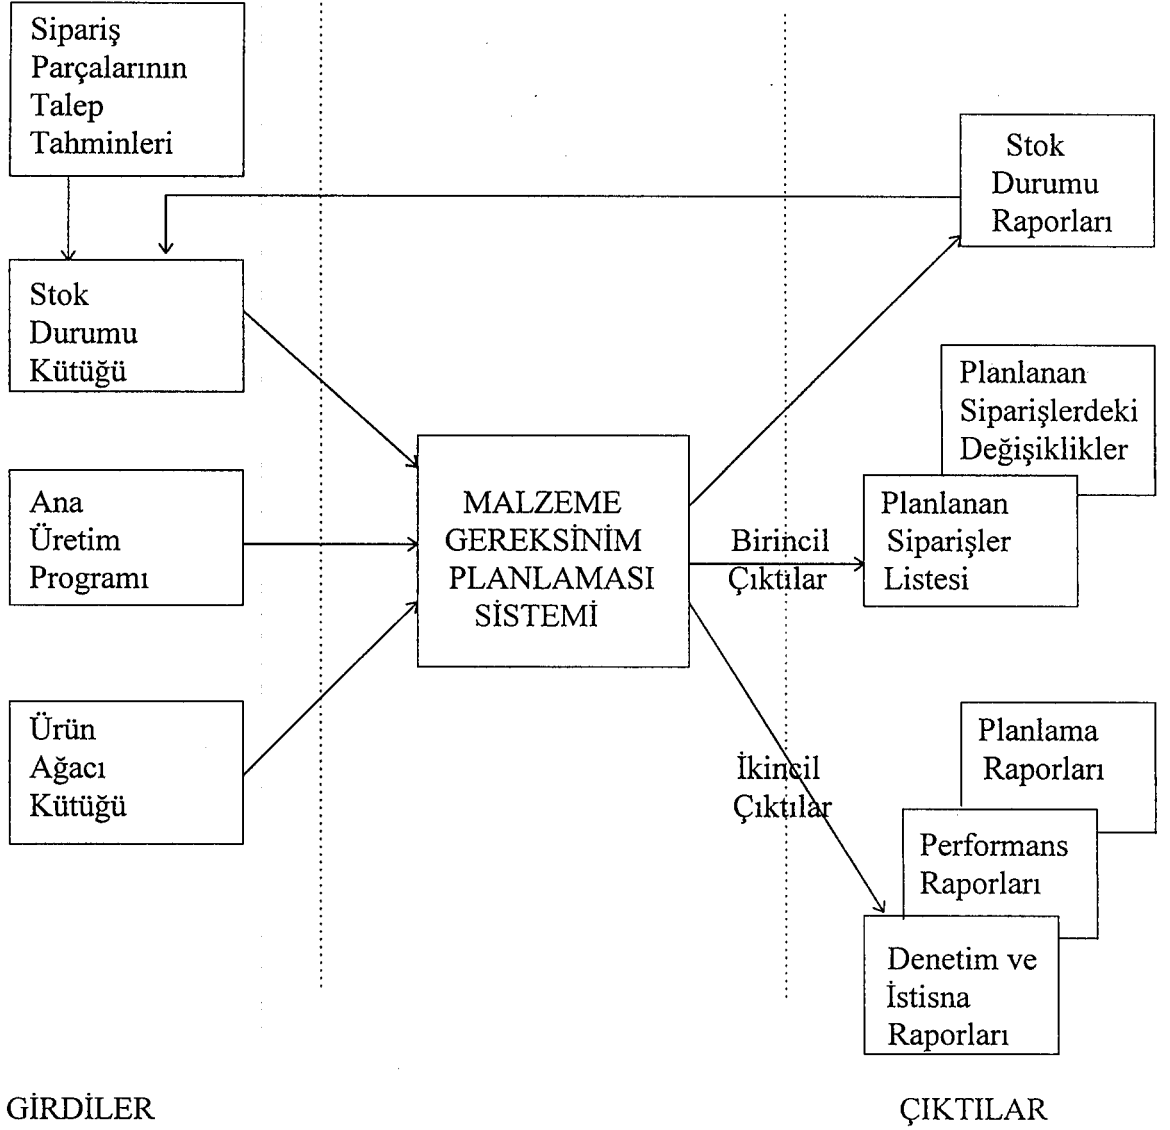 Sipariş
Parçalarının
Talep
Tahminleri
Stok
Durumu
Kütüğü
Ana
Üretim
Programı
Ürün
Ağacı
Kütüğü
MALZEME
GEREKSİNİM
PLANLAMASI
SİSTEMİ
Birincil
Çıktılar
İkincil
Çıktılar
Stok
Durumu
Raporları
Planlanan
Siparişlerdeki
Değişiklikler
Planlanan
Siparişler
Listesi
Planlama
Raporları
Performans
Raporları
Denetim ve
İstisna
Raporları
GİRDİLER
ÇIKTILAR